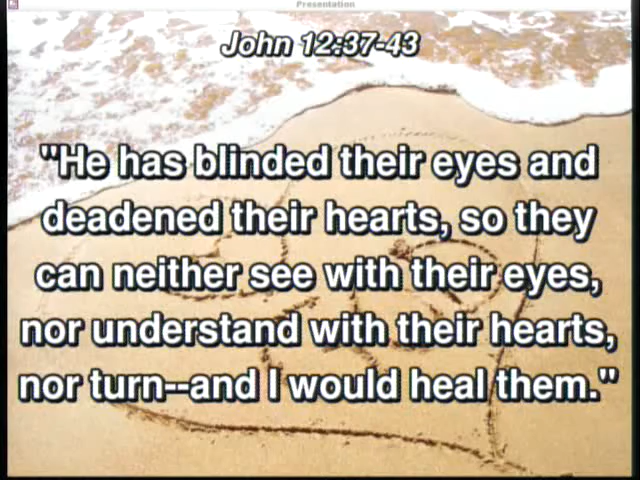 Presentation
John 12:37-43
"He has blinded their eyes and
deadened their hearts, so they
can neither see with their eyes,
nor understand with their hearts,
nor turn--and I would heal them."